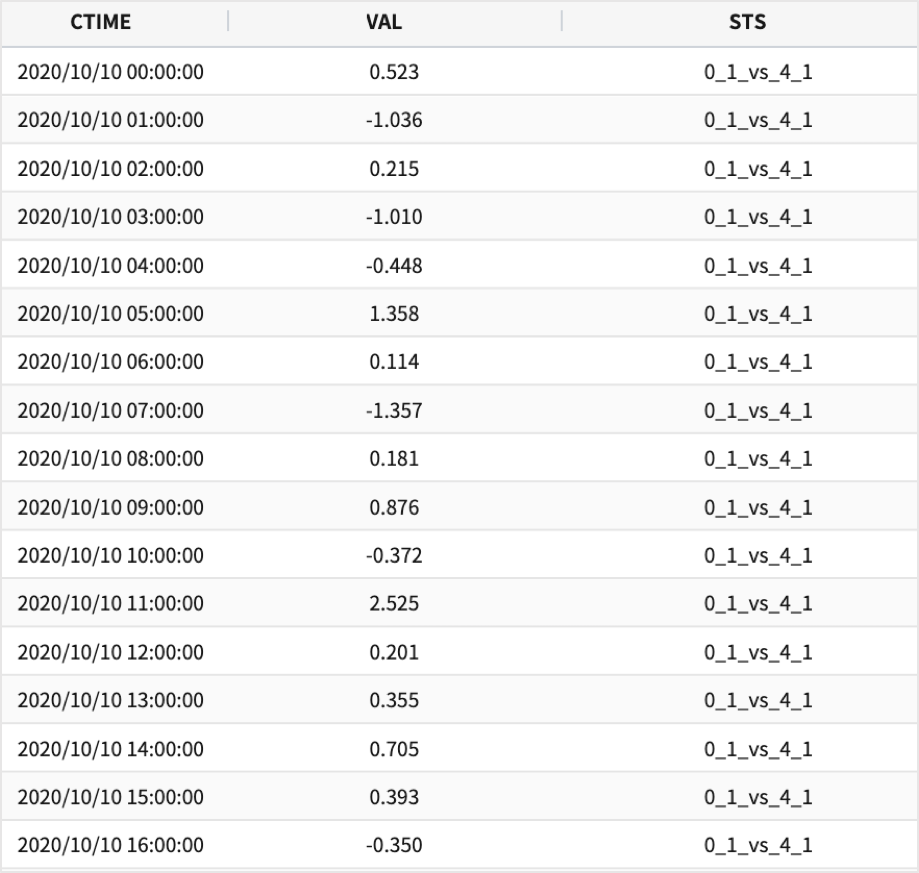 CTIME VAL STS
2020/10/10 00:00:00 0.523 0_1_vs_4_1
2020/10/10 01:00:00 -1.036 0_1_vs_4_1
2020/10/10 02:00:00 0.215 0_1_vs_4_1
2020/10/10 03:00:00 -1.010 0_1_vs_4_1
2020/10/10 04:00:00 -0.448 0_1_vs_4_1
2020/10/10 05:00:00 1.358 0_1_vs_4_1
2020/10/10 06:00:00 0.114 0_1_vs_4_1
2020/10/10 07:00:00 -1.357 0_1_vs_4_1
2020/10/10 08:00:00 0.181 0_1_vs_4_1
2020/10/10 09:00:00 0.876 0_1_vs_4_1
2020/10/10 10:00:00 -0.372 0_1_vs_4_1
2020/10/10 11:00:00 2.525 0_1_vs_4_1
2020/10/10 12:00:00 0.201 0_1_vs_4_1
2020/10/10 13:00:00 0.355 0_1_vs_4_1
2020/10/10 14:00:00 0.705 0_1_vs_4_1
2020/10/10 15:00:00 0.393 0_1_vs_4_1
2020/10/10 16:00:00 -0.350 0_1_vs_4_1